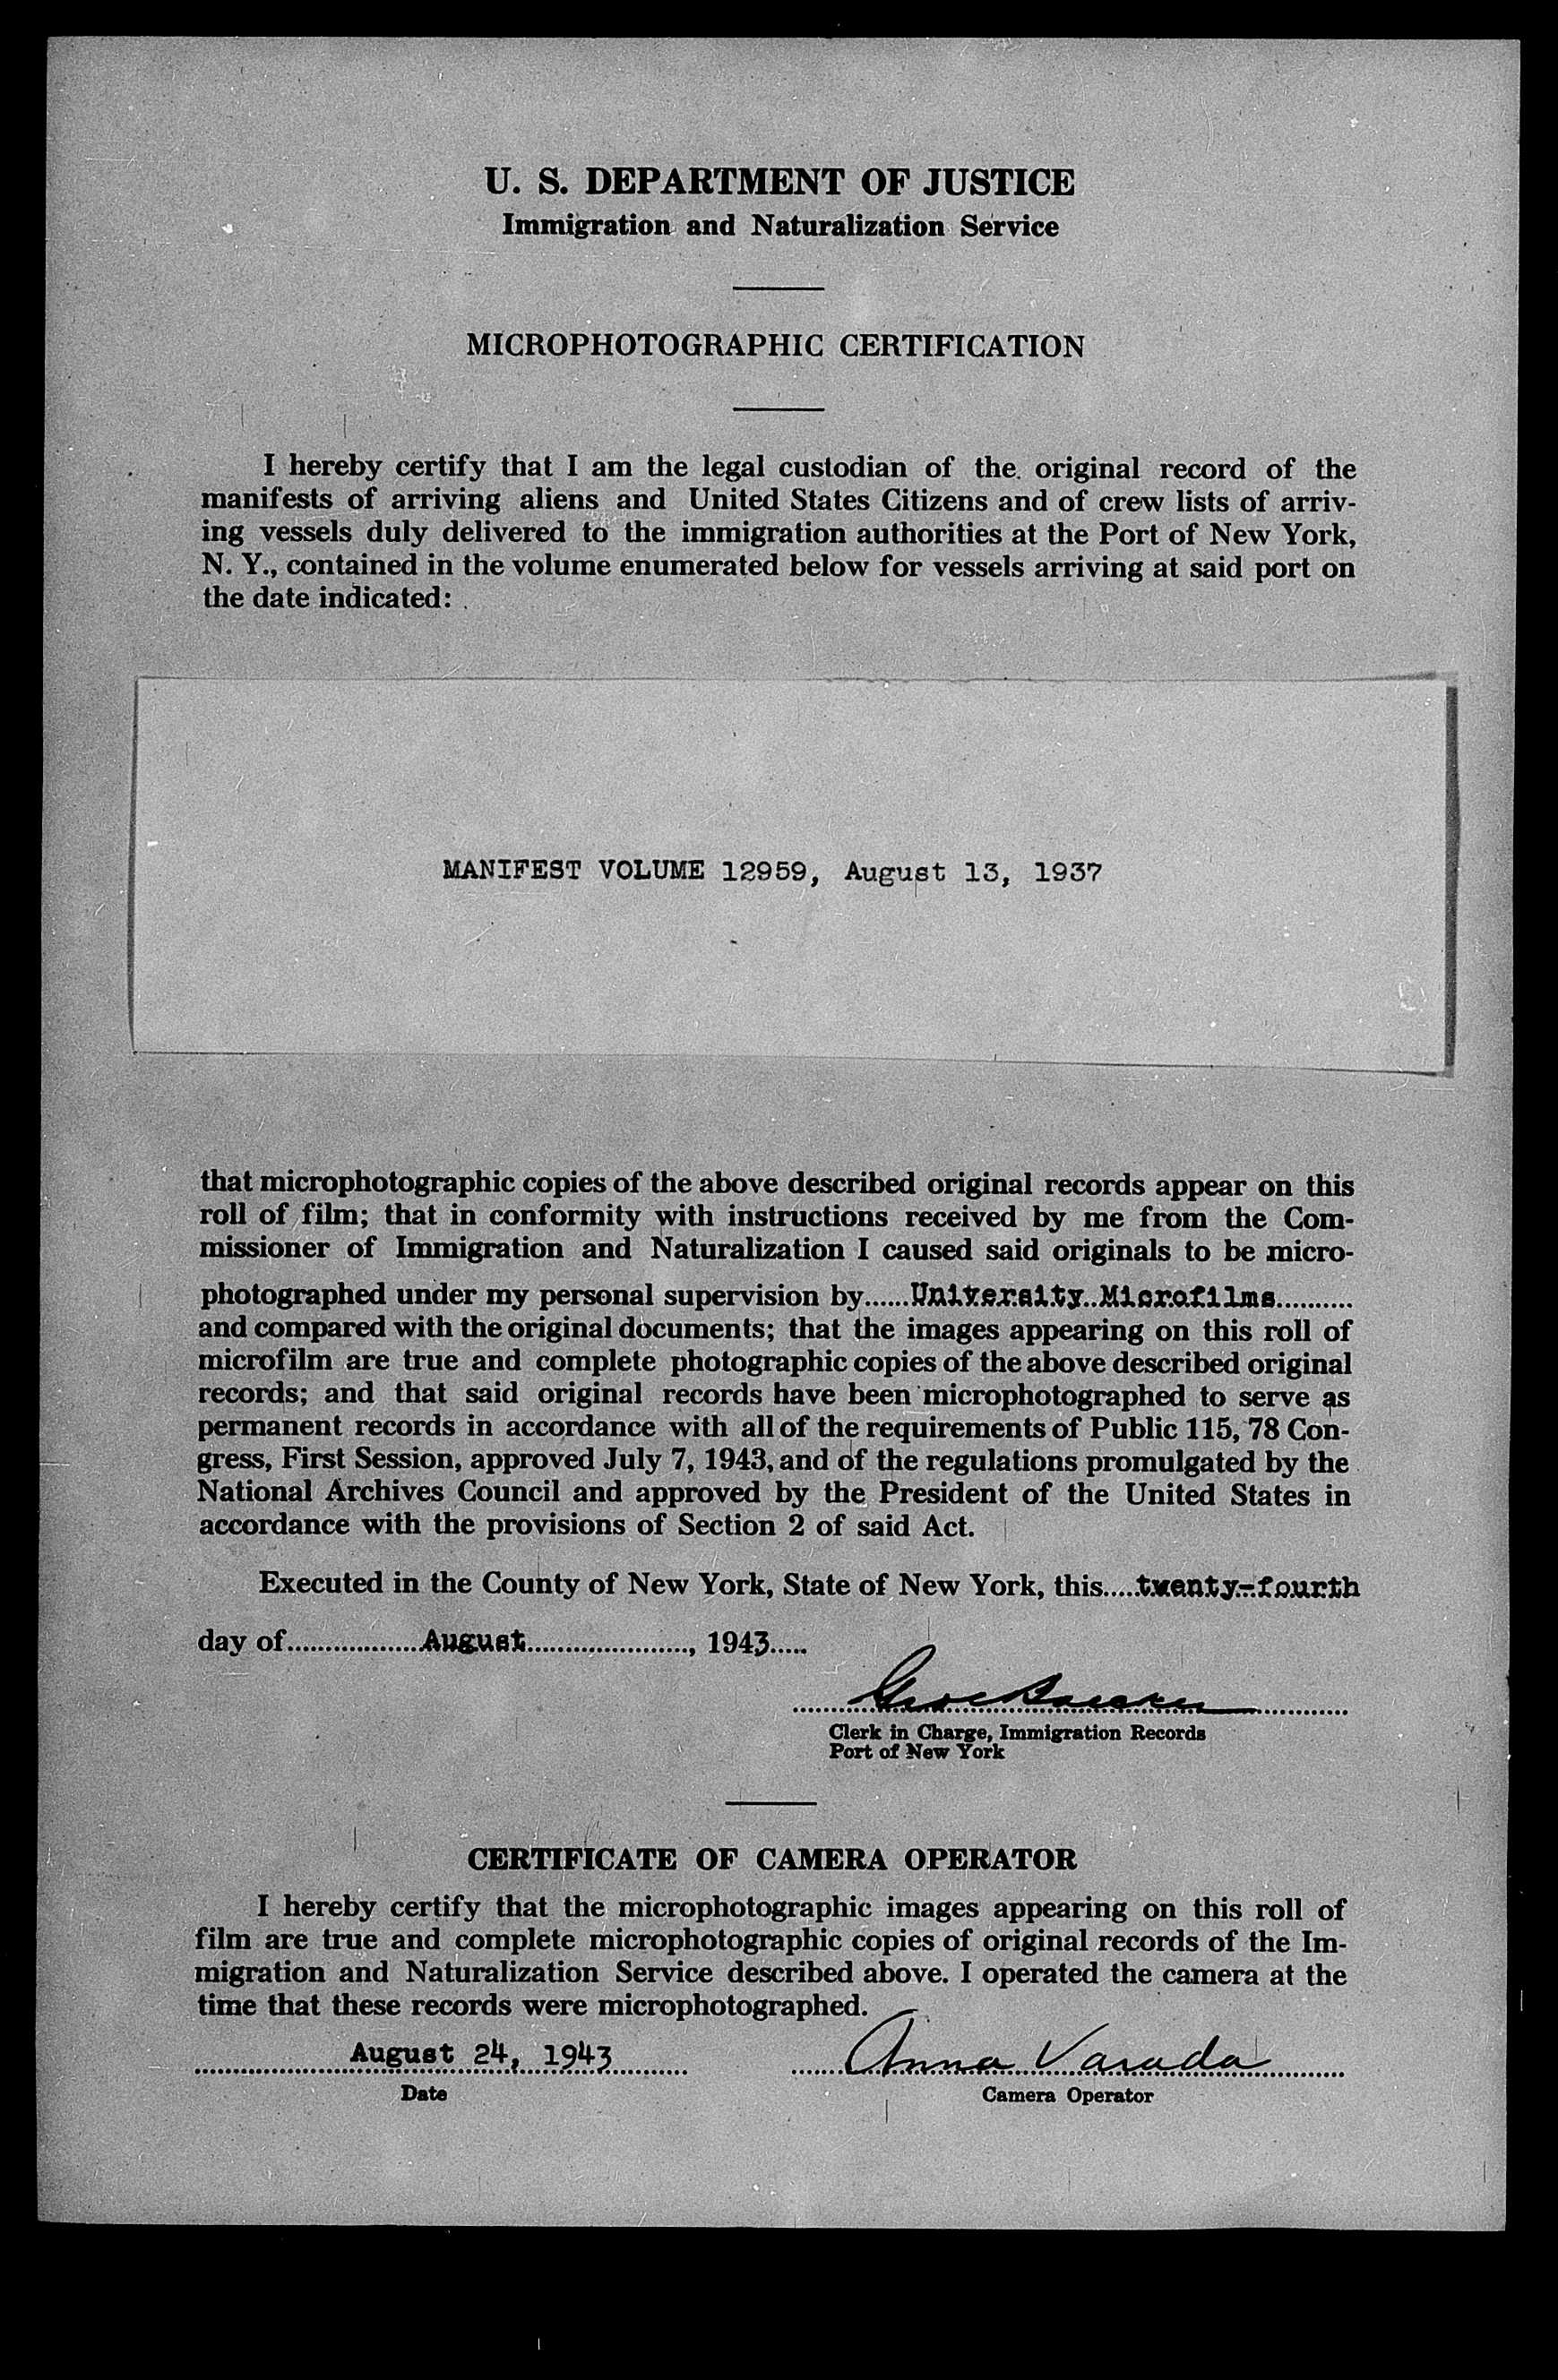 U. S. DEPARTMENT OF JUSTICE
Immigration and Naturalization Service
MICROPHOTOGRAPHIC CERTIFICATION
I hereby certify that I am the legal custodian of the original record of the
manifests of arriving aliens and United States Citizens and of crew lists of arriv-
ing vessels duly delivered to the immigration authorities at the Port of New York,
N. Y., contained in the volume enumerated below for vessels arriving at said port on
the date indicated:
MANIFEST VOLUME 12959, August 13, 1937
that microphotographic copies of the above described original records appear on this
roll of film; that in conformity with instructions received by me from the Com-
missioner of Immigration and Naturalization I caused said originals to be micro-
photographed under my personal supervision by......University Microfilms..........
and compared with the original documents; that the images appearing on this roll of
microfilm are true and complete photographic copies of the above described original
records; and that said original records have been microphotographed to serve as
permanent records in accordance with all of the requirements of Public 115, 78 Con-
gress, First Session, approved July 7, 1943, and of the regulations promulgated by the
National Archives Council and approved by the President of the United States in
accordance with the provisions of Section 2 of said Act.
Executed in the County of New York, State of New York, this.....twenty-fourth
day of..................August....................., 1943.....
Clerk in Charge, Immigration Records
Port of New York
CERTIFICATE OF CAMERA OPERATOR
I hereby certify that the microphotographic images appearing on this roll of
film are true and complete microphotographic copies of original records of the Im-
migration and Naturalization Service described above. I operated the camera at the
time that these records were microphotographed.
August 24, 1943 Anna Varada
Date Camera Operator